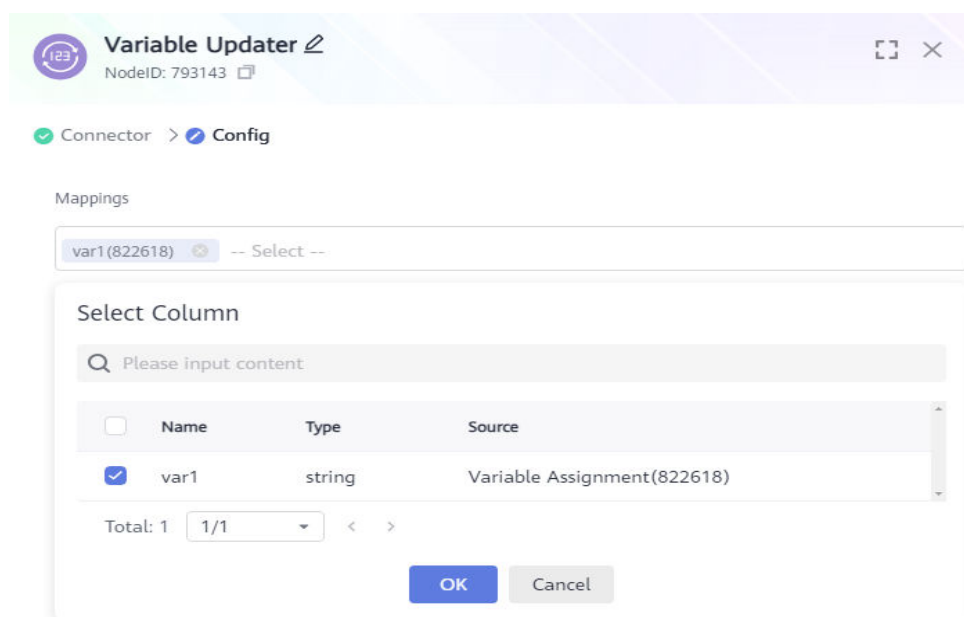 123
Variable Updater
NodeID: 793143
Connector > Config
Mappings
var1(822618) -- Select --
Select Column
Please input content
Name Type Source
var1 string Variable Assignment(822618)
Total: 1 1/1 < >
OK Cancel